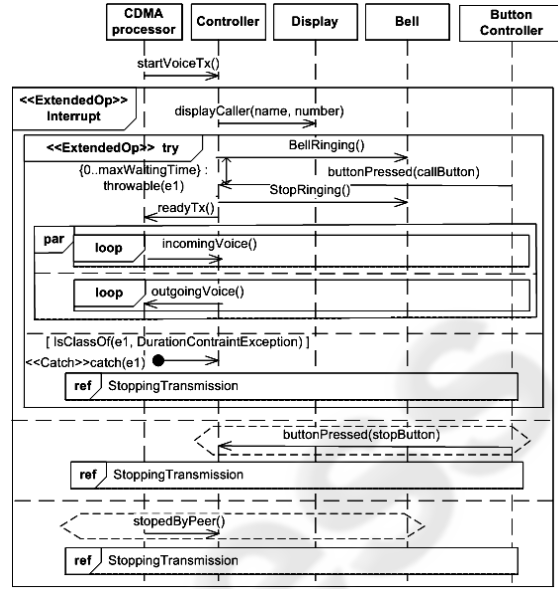 CDMA processor
Controller
Display
Bell
Button Controller
startVoiceTx()
<<ExtendedOp>>
Interrupt
displayCaller(name, number)
<<ExtendedOp>> try
BellRinging()
{0..maxWaitingTime} :
throwable(e1)
buttonPressed(callButton)
StopRinging()
readyTx()
par
loop
incomingVoice()
loop
outgoingVoice()
[ IsClassOf(e1, DurationContraintException) ]
<<Catch>>catch(e1)
ref StoppingTransmission
buttonPressed(stopButton)
ref StoppingTransmission
stopedByPeer()
ref StoppingTransmission